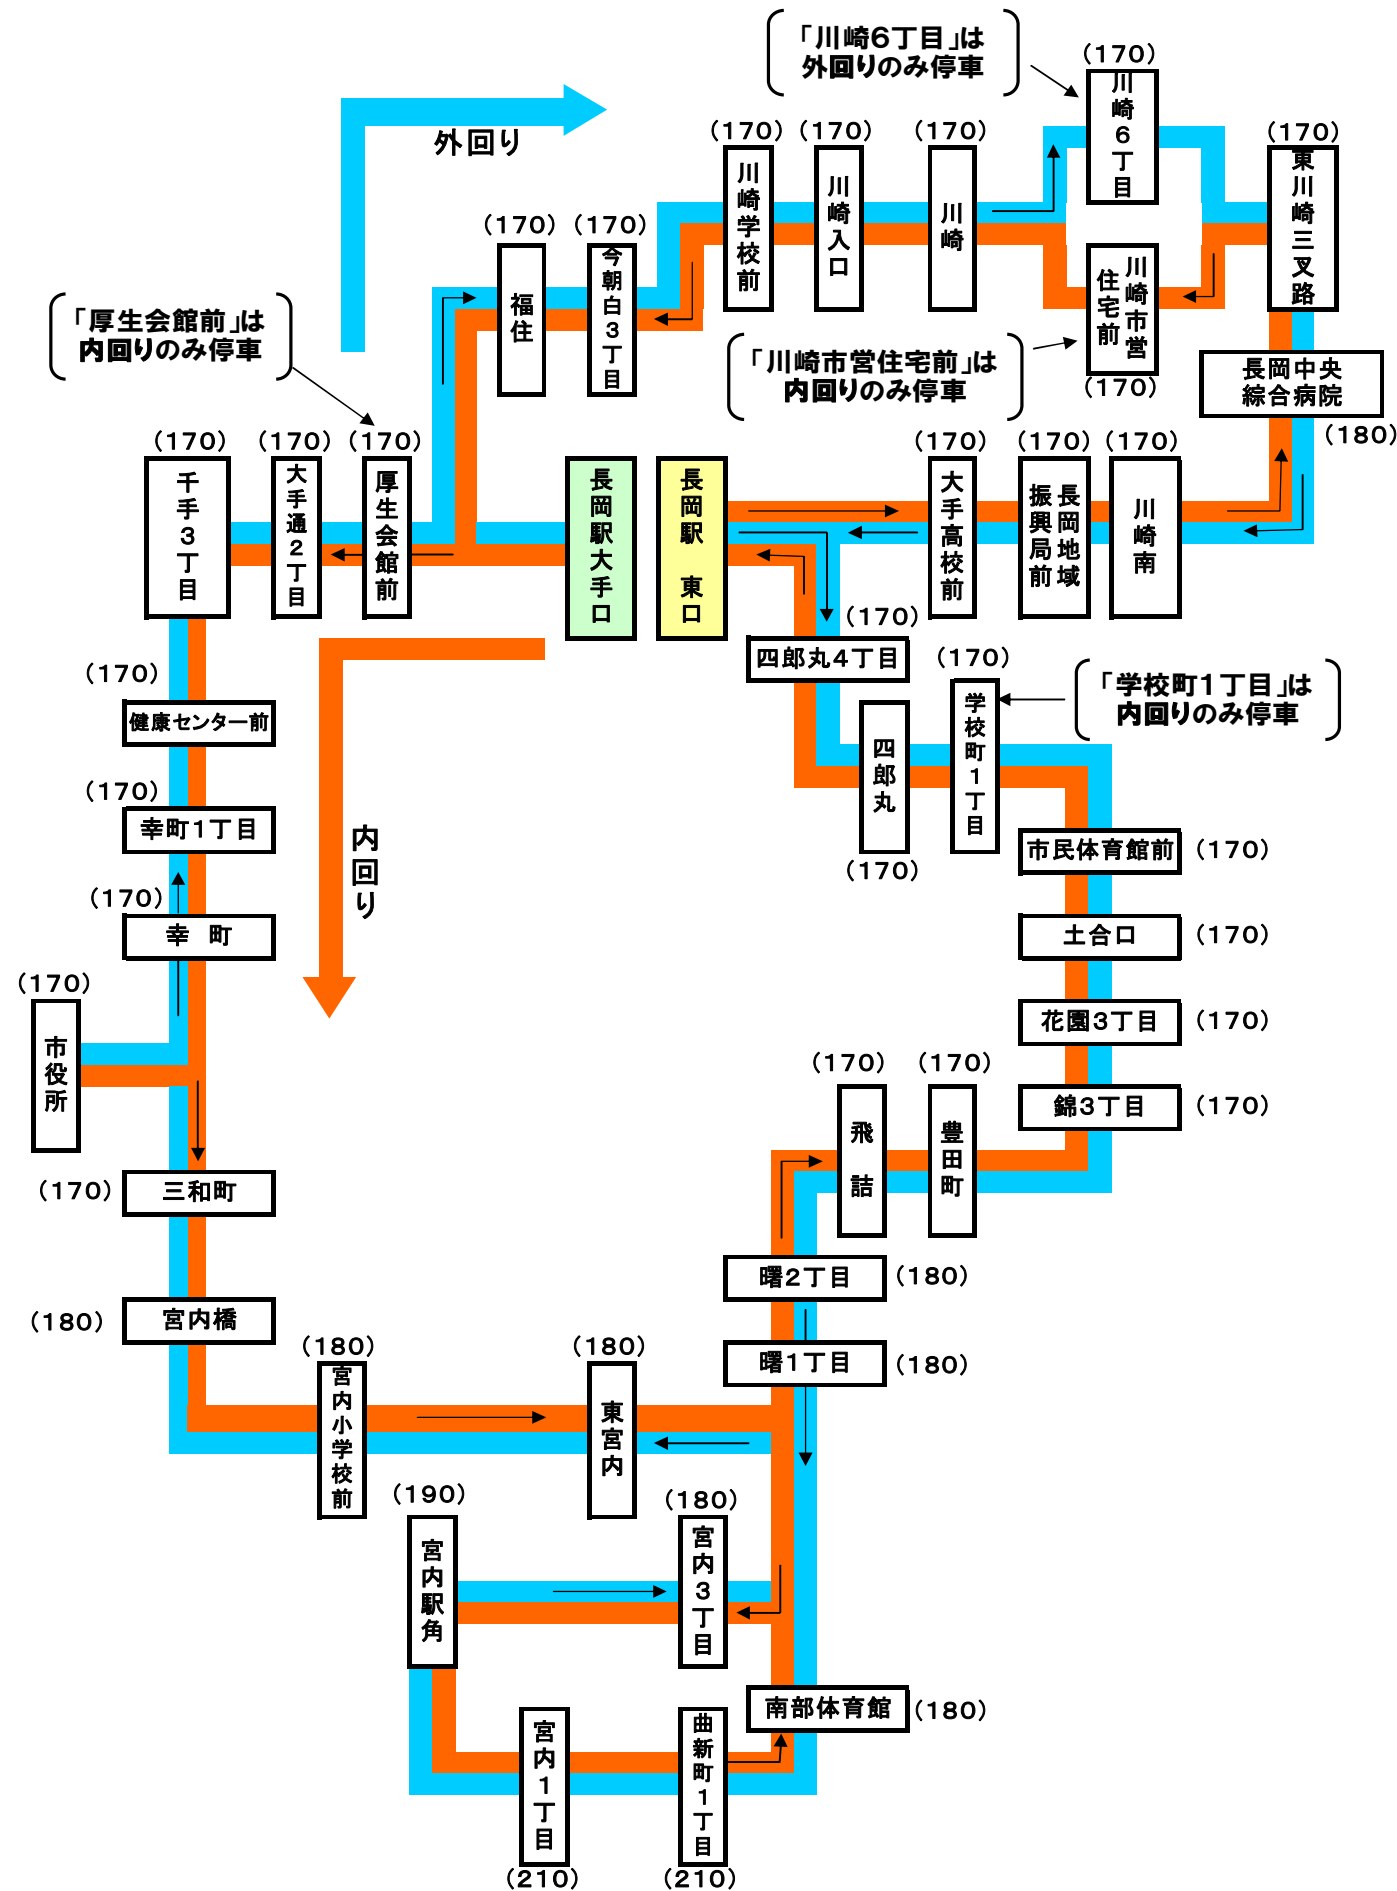 「川崎6丁目」は
外回りのみ停車
(170)
川崎6丁目
外回り
(170)
川崎学校前
(170)
川崎入口
(170)
川崎
(170)
東川崎三叉路
(170)
福住
(170)
今朝白3丁目
川崎市営
住宅前
(170)
「厚生会館前」は
内回りのみ停車
「川崎市営住宅前」は
内回りのみ停車
長岡中央
綜合病院
(180)
(170)
千手3丁目
(170)
大手通2丁目
(170)
厚生会館前
長岡駅大手口
長岡駅 東口
(170)
大手高校前
(170)
長岡地域
振興局前
(170)
川崎南
(170)
四郎丸4丁目
(170)
学校町1丁目
「学校町1丁目」は
内回りのみ停車
(170)
健康センター前
四郎丸
(170)
(170)
幸町1丁目
内回り
市民体育館前
(170)
(170)
幸 町
土合口
(170)
(170)
市役所
花園3丁目
(170)
(170)
飛 詰
(170)
豊田町
錦3丁目
(170)
(170)
三和町
曙2丁目
(180)
(180)
宮内橋
曙1丁目
(180)
(180)
宮内小学校前
(180)
東宮内
(190)
宮内駅角
(180)
宮内3丁目
南部体育館
(180)
宮内1丁目
(210)
曲新町1丁目
(210)